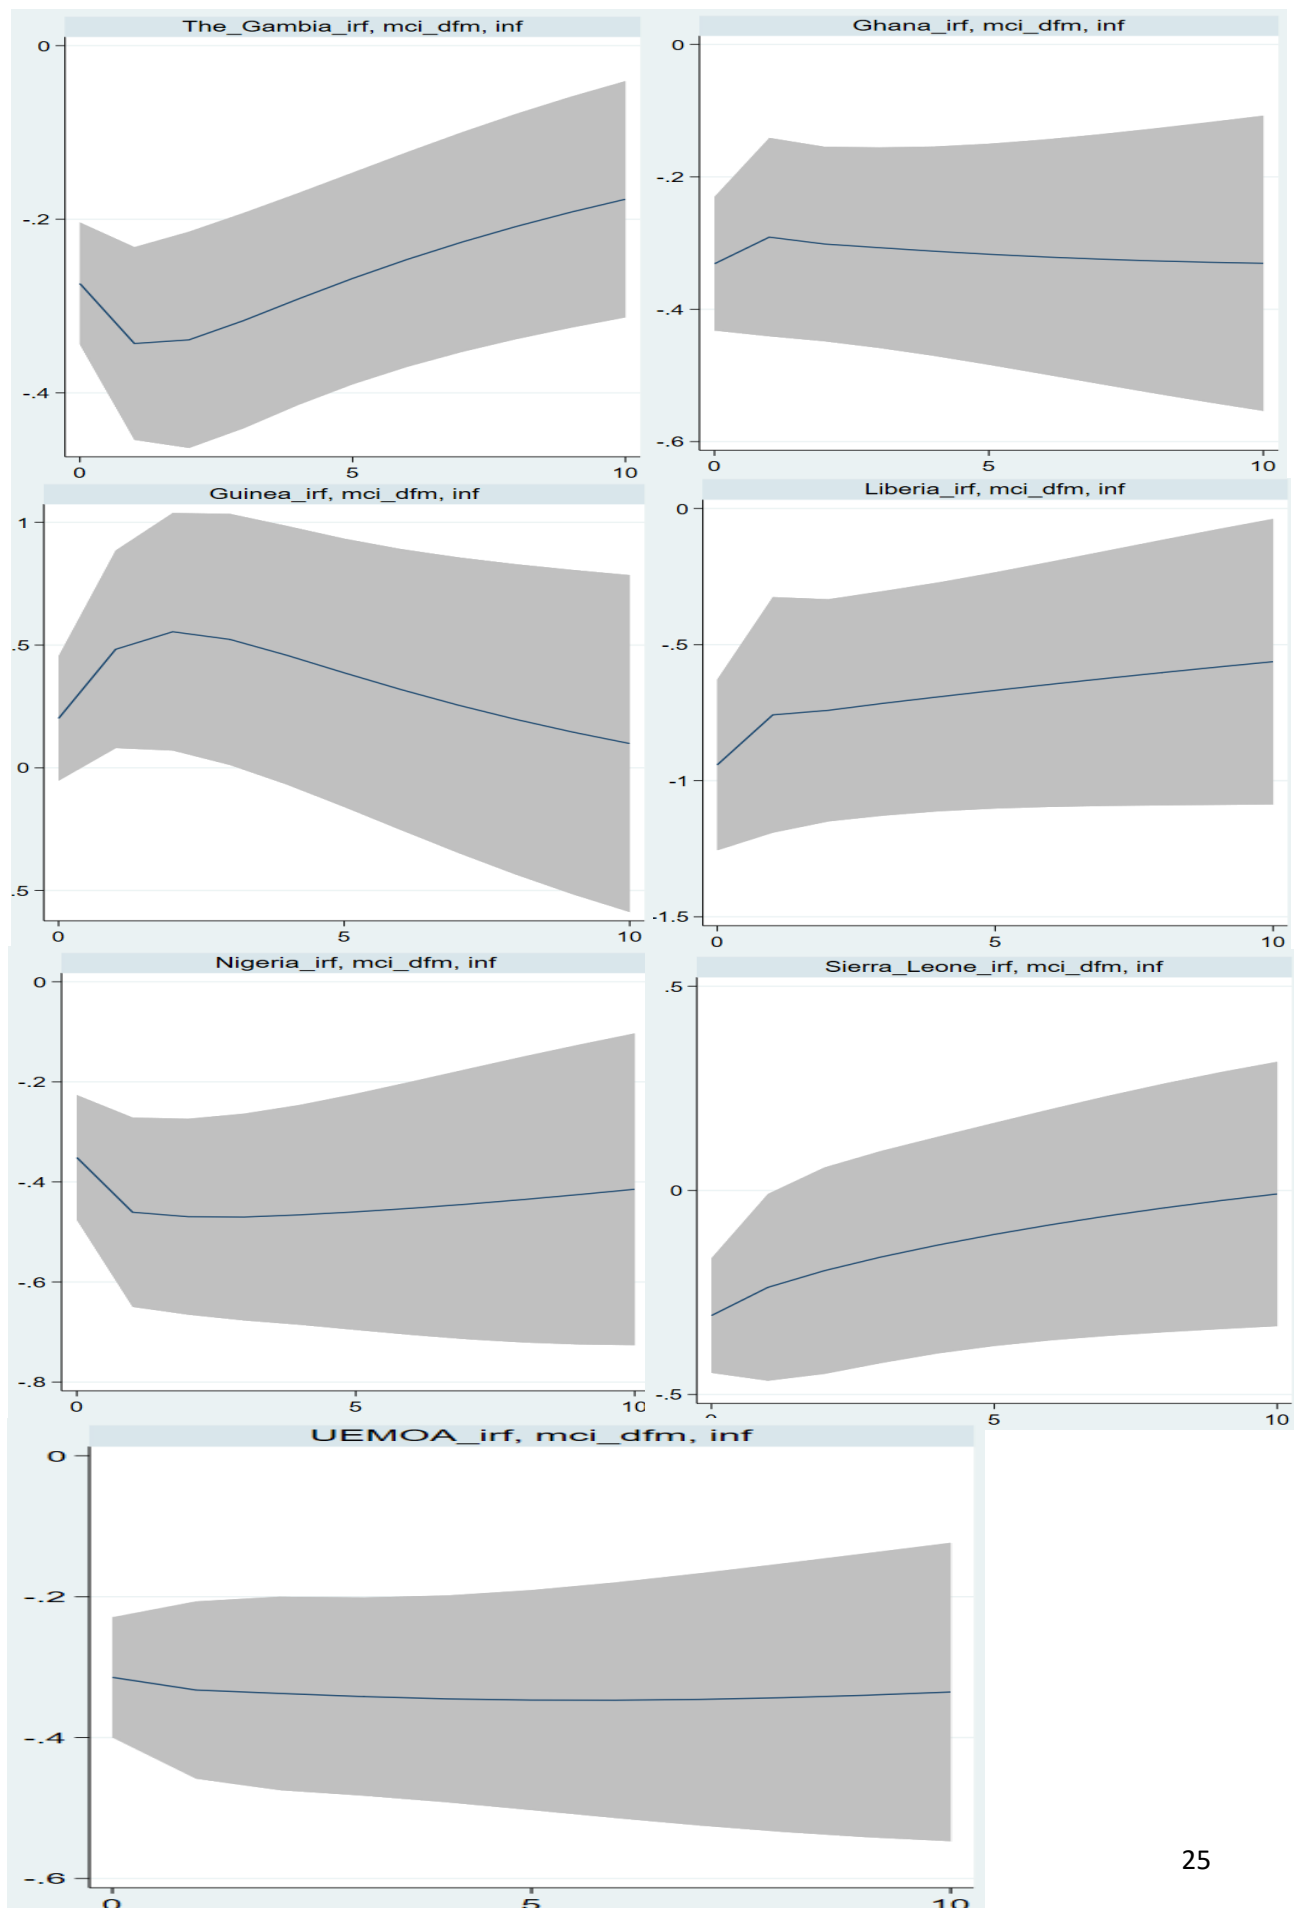 The_Gambia_irf, mci_dfm, inf
0
-.2
-.4
0 5 10
Ghana_irf, mci_dfm, inf
0
-.2
-.4
-.6
0 5 10
Guinea_irf, mci_dfm, inf
1
.5
0
.5
0 5 10
Liberia_irf, mci_dfm, inf
0
-.5
-1
-1.5
0 5 10
Nigeria_irf, mci_dfm, inf
0
-.2
-.4
-.6
-.8
0 5 10
Sierra_Leone_irf, mci_dfm, inf
.5
0
-.5
0 5 10
UEMOA_irf, mci_dfm, inf
0
-.2
-.4
-.6
0 5 10
25